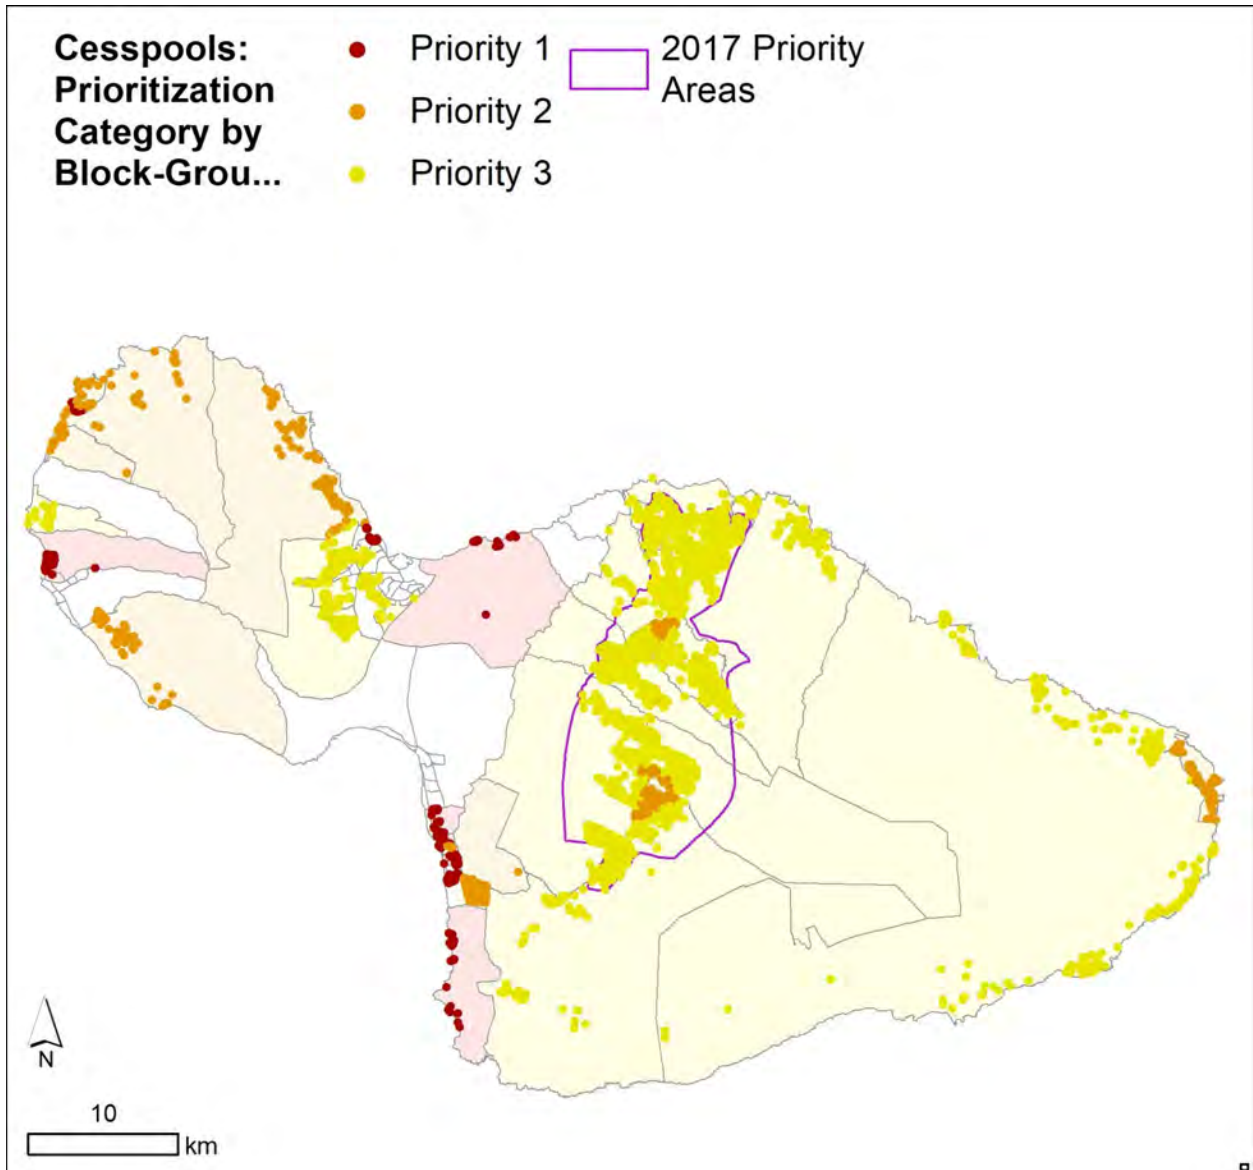 Cesspools:
Prioritization
Category by
Block-Grou...
Priority 1
Priority 2
Priority 3
2017 Priority
Areas
N
10
km